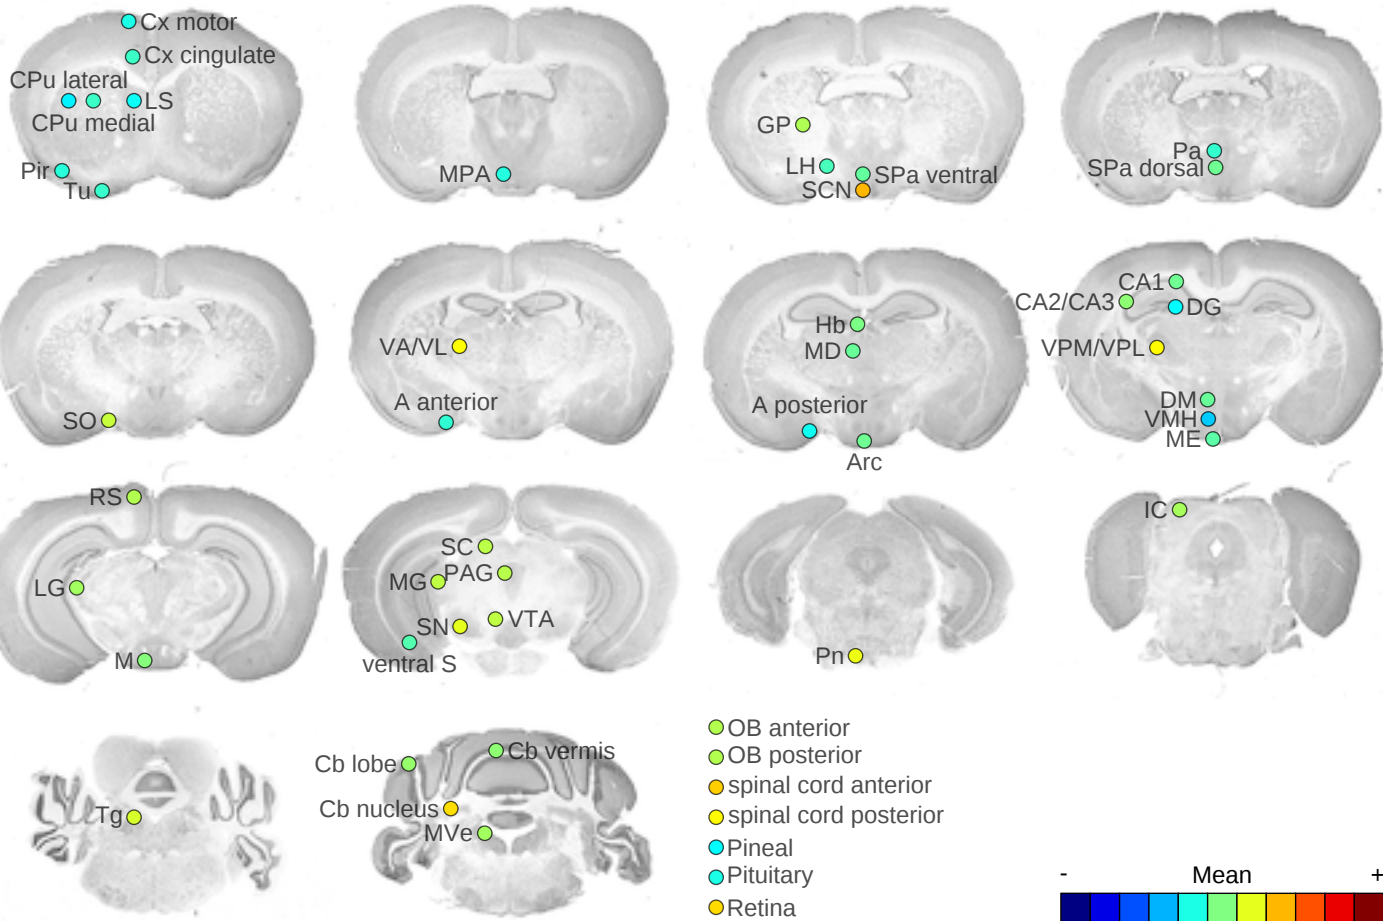 Cx motor
Cx cingulate
CPu lateral
LS
CPu medial
Pir
Tu
MPA
GP
LH
SPa ventral
SCN
Pa
SPa dorsal
SO
VA/VL
A anterior
Hb
MD
A posterior
Arc
CA1
CA2/CA3
DG
VPM/VPL
DM
VMH
ME
RS
LG
M
SC
MG
PAG
SN
VTA
ventral S
Pn
IC
Tg
Cb lobe
Cb vermis
Cb nucleus
MVe
OB anterior
OB posterior
spinal cord anterior
spinal cord posterior
Pineal
Pituitary
Retina
- Mean +